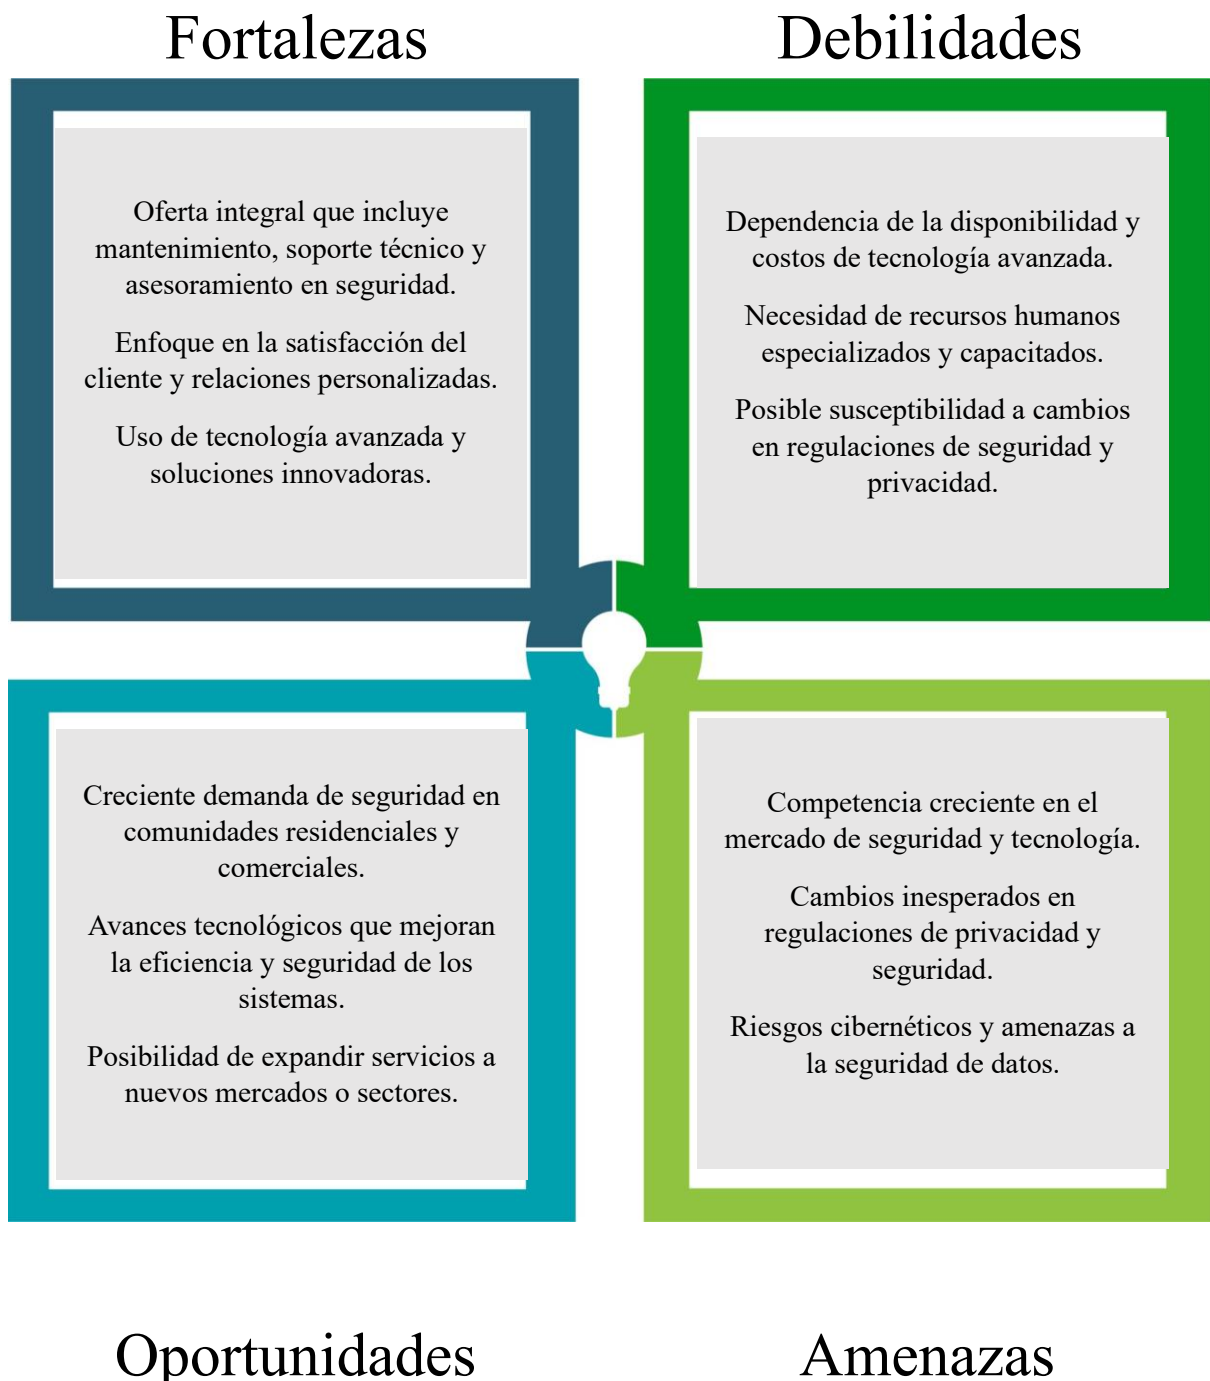 Fortalezas
Oferta integral que incluye
mantenimiento, soporte técnico y
asesoramiento en seguridad.
Enfoque en la satisfacción del
cliente y relaciones personalizadas.
Uso de tecnología avanzada y
soluciones innovadoras.
Debilidades
Dependencia de la disponibilidad y
costos de tecnología avanzada.
Necesidad de recursos humanos
especializados y capacitados.
Posible susceptibilidad a cambios
en regulaciones de seguridad y
privacidad.
Creciente demanda de seguridad en
comunidades residenciales y
comerciales.
Avances tecnológicos que mejoran
la eficiencia y seguridad de los
sistemas.
Posibilidad de expandir servicios a
nuevos mercados o sectores.
Oportunidades
Competencia creciente en el
mercado de seguridad y tecnología.
Cambios inesperados en
regulaciones de privacidad y
seguridad.
Riesgos cibernéticos y amenazas a
la seguridad de datos.
Amenazas